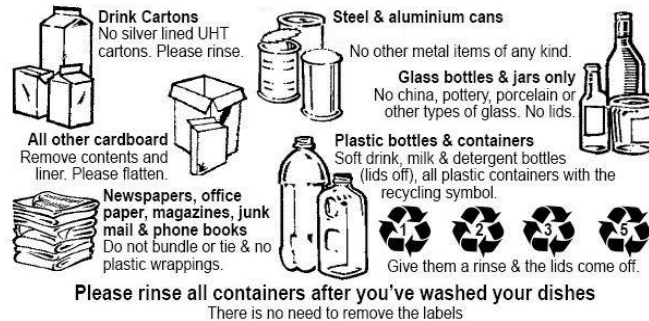 Drink Cartons
No silver lined UHT
cartons. Please rinse.
Steel & aluminium cans
No other metal items of any kind.
Glass bottles & jars only
No china, pottery, porcelain or
other types of glass. No lids.
All other cardboard
Remove contents and
liner. Please flatten.
Plastic bottles & containers
Soft drink, milk & detergent bottles
(lids off), all plastic containers with the
recycling symbol.
Newspapers, office
paper, magazines, junk
mail & phone books
Do not bundle or tie & no
plastic wrappings.
1 2 3 5
Give them a rinse & the lids come off.
Please rinse all containers after you've washed your dishes
There is no need to remove the labels